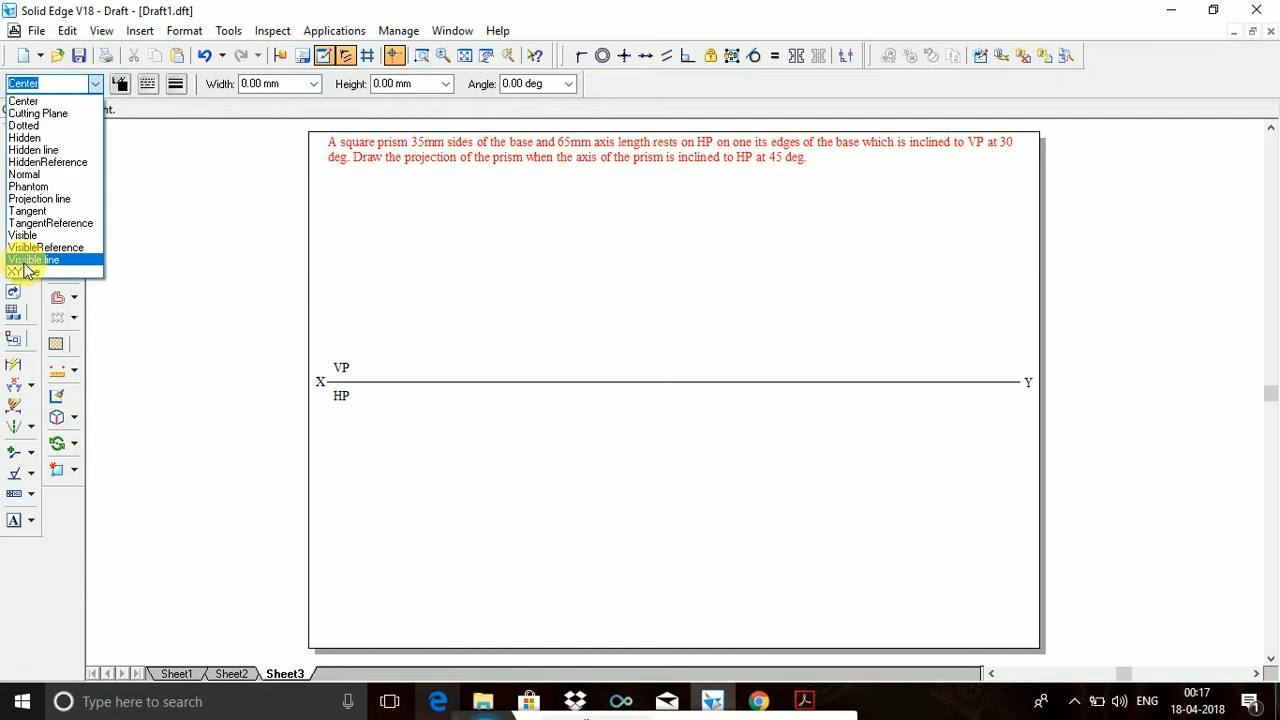 Solid Edge V18 - Draft - [Draft1.dft]
File Edit View Insert Format Tools Inspect Applications Manage Window Help
Center Width: 0.00 mm Height: 0.00 mm Angle: 0.00 deg
Center
Cutting Plane
Dotted
Hidden
Hidden line
HiddenReference
Normal
Phantom
Projection line
Tangent
TangentReference
Visible
VisibleReference
Vissible line
XY
nt.
A square prism 35mm sides of the base and 65mm axis length rests on HP on one its edges of the base which is inclined to VP at 30
deg. Draw the projection of the prism when the axis of the prism is inclined to HP at 45 deg.
VP
X Y
HP
A
Sheet1 Sheet2 Sheet3
Type here to search
ENG
00:17
18-04-2018
1